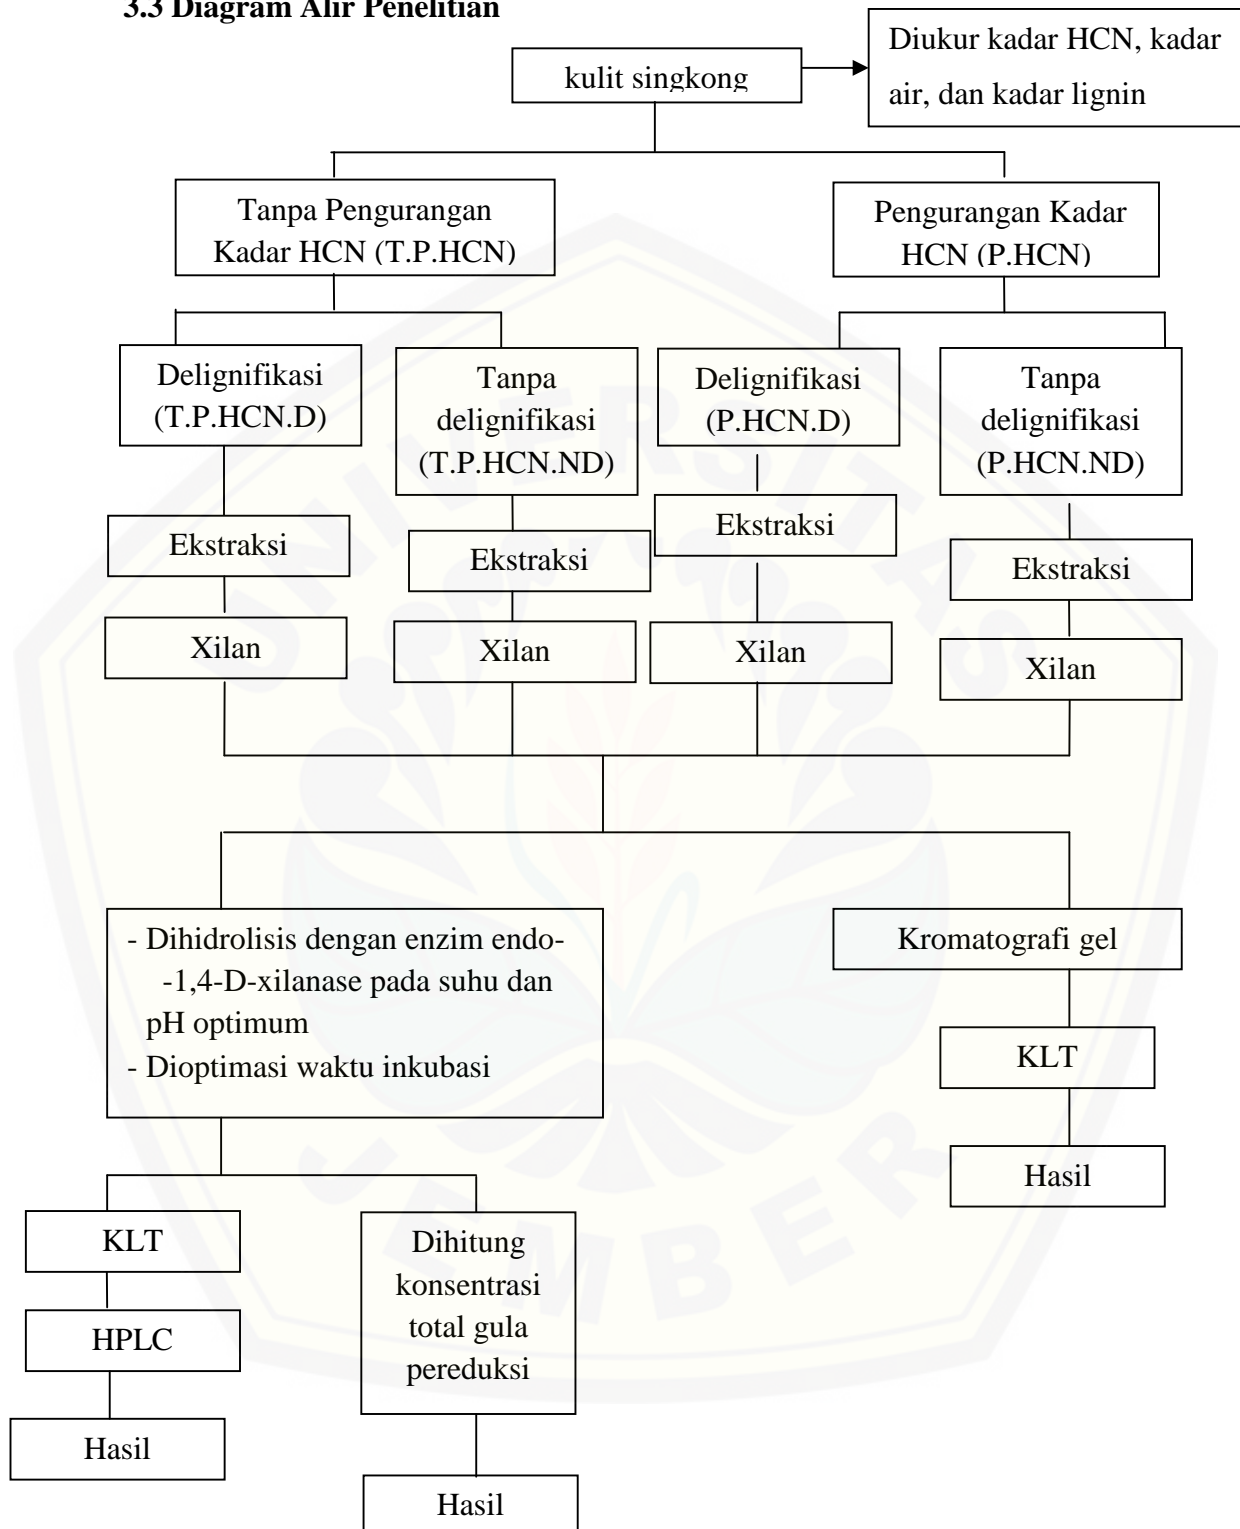 3.3 Diagram Alir Penelitian
kulit singkong
Diukur kadar HCN, kadar
air, dan kadar lignin
Tanpa Pengurangan
Kadar HCN (T.P.HCN)
Pengurangan Kadar
HCN (P.HCN)
Delignifikasi
(T.P.HCN.D)
Tanpa
delignifikasi
(T.P.HCN.ND)
Delignifikasi
(P.HCN.D)
Tanpa
delignifikasi
(P.HCN.ND)
Ekstraksi
Ekstraksi
Ekstraksi
Ekstraksi
Xilan
Xilan
Xilan
Xilan
- Dihidrolisis dengan enzim endo-
-1,4-D-xilanase pada suhu dan
pH optimum
- Dioptimasi waktu inkubasi
Kromatografi gel
KLT
Hasil
KLT
HPLC
Hasil
Dihitung
konsentrasi
total gula
pereduksi
Hasil
UNIVERSITAS
JEMBER